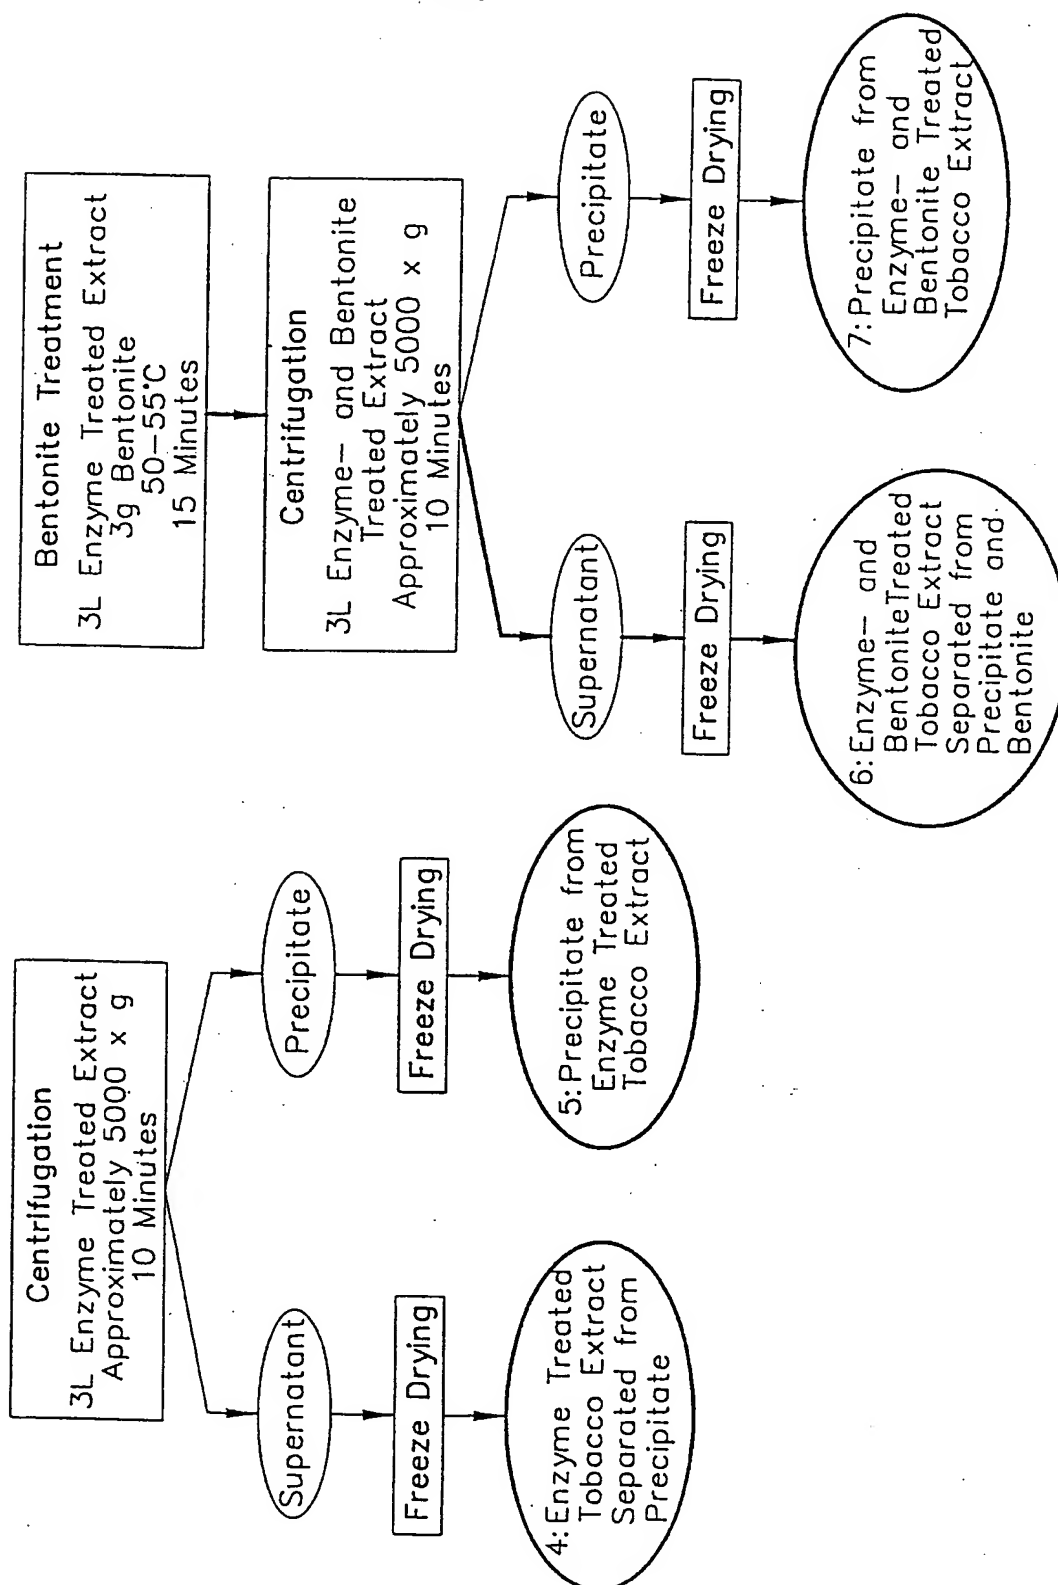 Centrifugation
3L Enzyme Treated Extract
Approximately 5000 x g
10 Minutes
Supernatant
Freeze Drying
4: Enzyme Treated
Tobacco Extract
Separated from
Precipitate
Precipitate
Freeze Drying
5: Precipitate from
Enzyme Treated
Tobacco Extract
Bentonite Treatment
3L Enzyme Treated Extract
3g Bentonite
50–55°C
15 Minutes
Centrifugation
3L Enzyme– and Bentonite
Treated Extract
Approximately 5000 x g
10 Minutes
Supernatant
Freeze Drying
6: Enzyme– and
Bentonite Treated
Tobacco Extract
Separated from
Precipitate and
Bentonite
Precipitate
Freeze Drying
7: Precipitate from
Enzyme– and
Bentonite Treated
Tobacco Extract